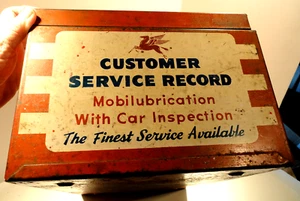 CUSTOMER
SERVICE RECORD
Mobilubrication
With Car Inspection
The Finest Service Available